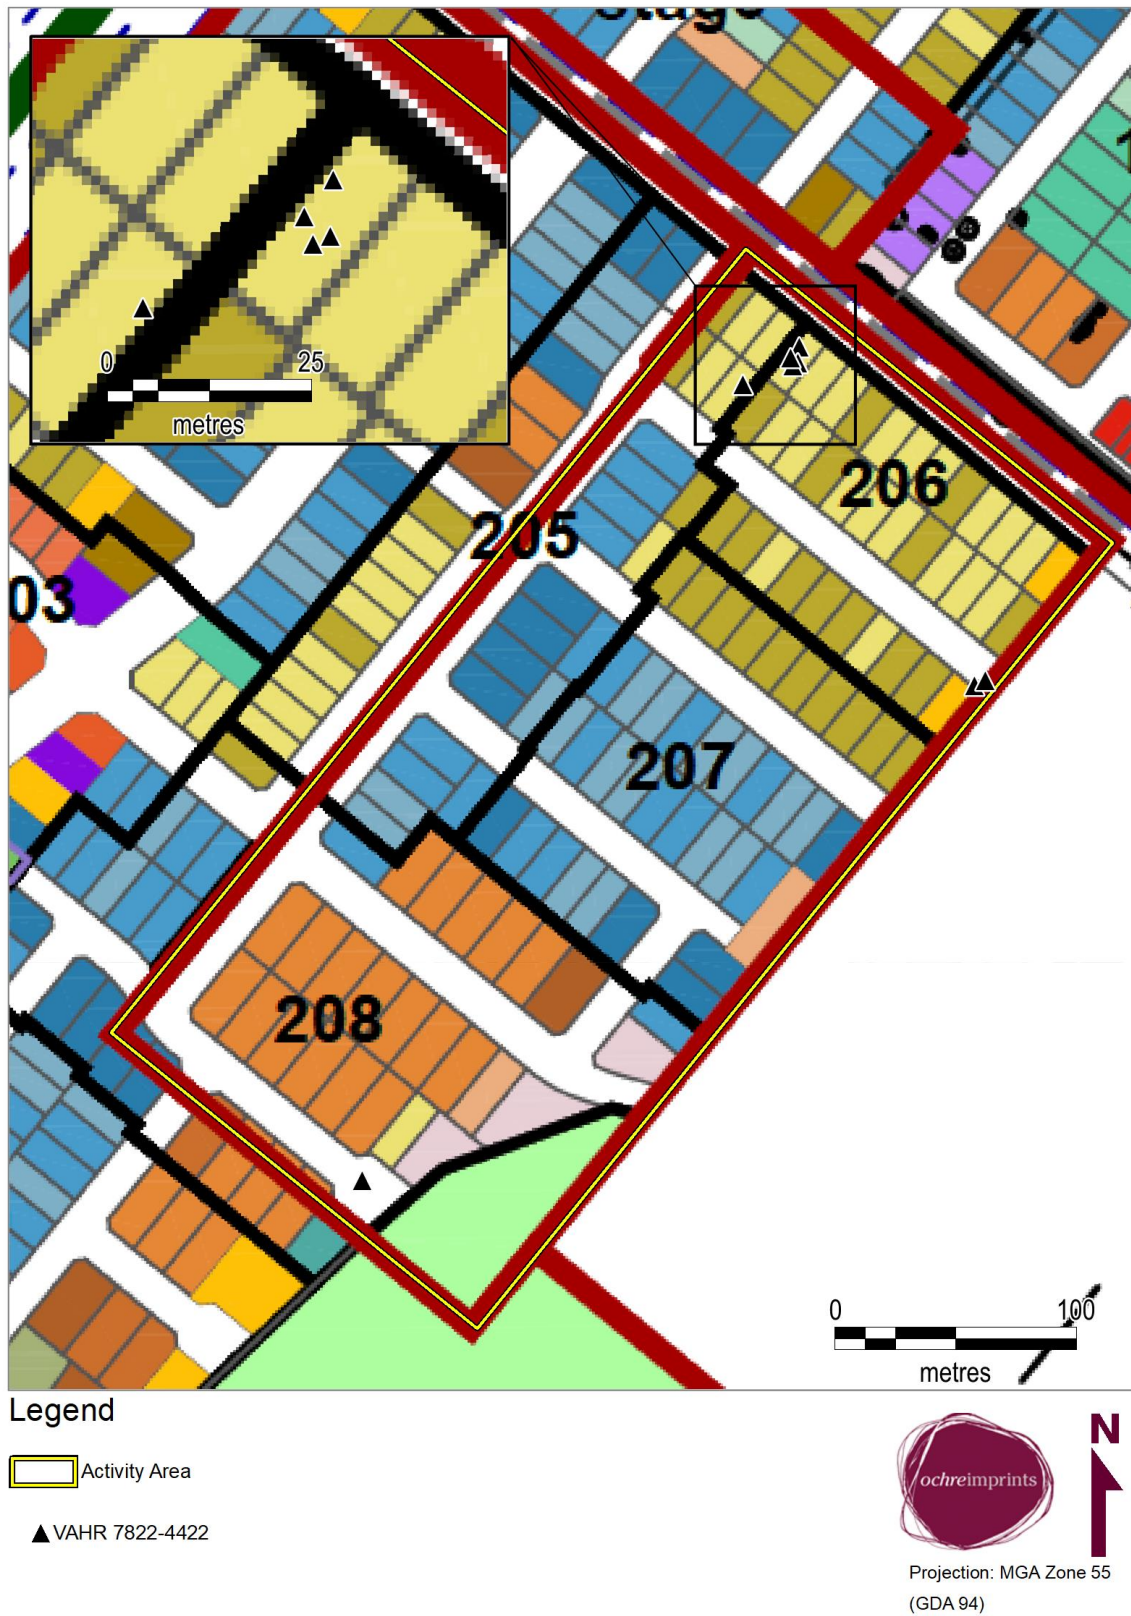 Stage
0 25
metres
206
205
03
207
208
0 100
metres
Legend
Activity Area
VAHR 7822-4422
ochreimprints
N
Projection: MGA Zone 55
(GDA 94)